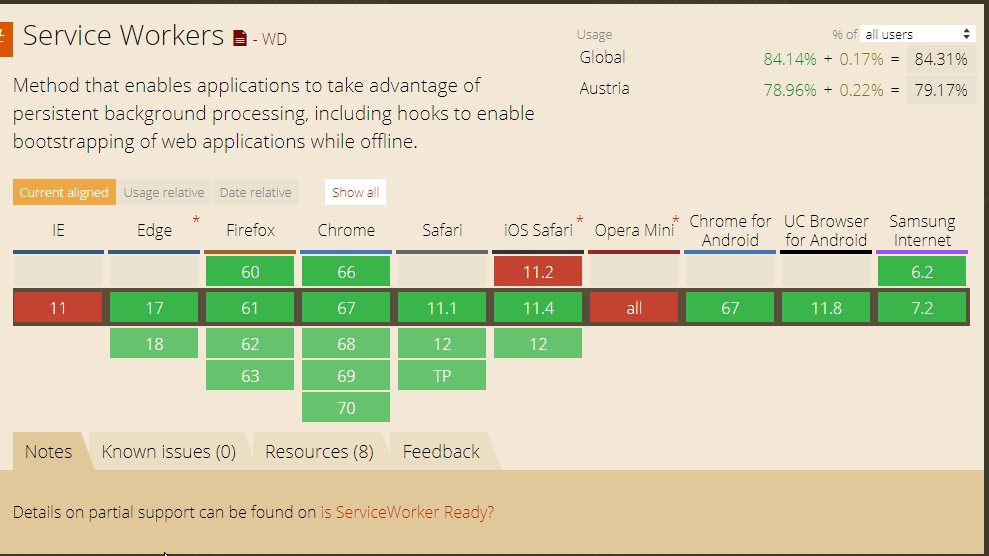 Service Workers - WD
Usage % of all users
Global 84.14% + 0.17% = 84.31%
Austria 78.96% + 0.22% = 79.17%
Method that enables applications to take advantage of
persistent background processing, including hooks to enable
bootstrapping of web applications while offline.
Current aligned Usage relative Date relative Show all
IE Edge * Firefox Chrome Safari iOS Safari * Opera Mini * Chrome for Android UC Browser for Android Samsung Internet
60 66 11.2 6.2
11 17 61 67 11.1 11.4 all 67 11.8 7.2
18 62 68 12 12
63 69 TP
70
Notes Known issues (0) Resources (8) Feedback
Details on partial support can be found on is ServiceWorker Ready?